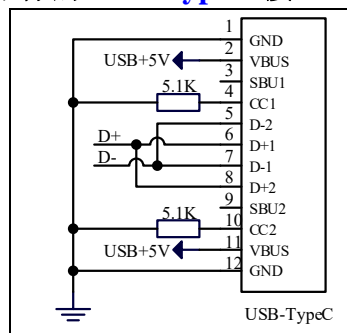 Type
1 GND
USB+5V 2 VBUS
3 SBU1
5.1K 4 CC1
5 D-2
D+ 6 D+1
D- 7 D-1
8 D+2
9 SBU2
5.1K 10 CC2
USB+5V 11 VBUS
12 GND
USB-TypeC